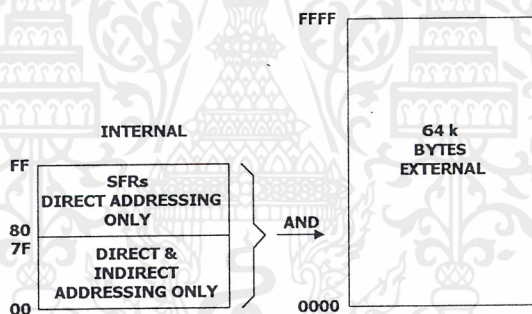 FFFF
INTERNAL
64 k
BYTES
EXTERNAL
FF
SFRs
DIRECT ADDRESSING
ONLY
AND
80
7F
DIRECT &
INDIRECT
ADDRESSING ONLY
00
0000